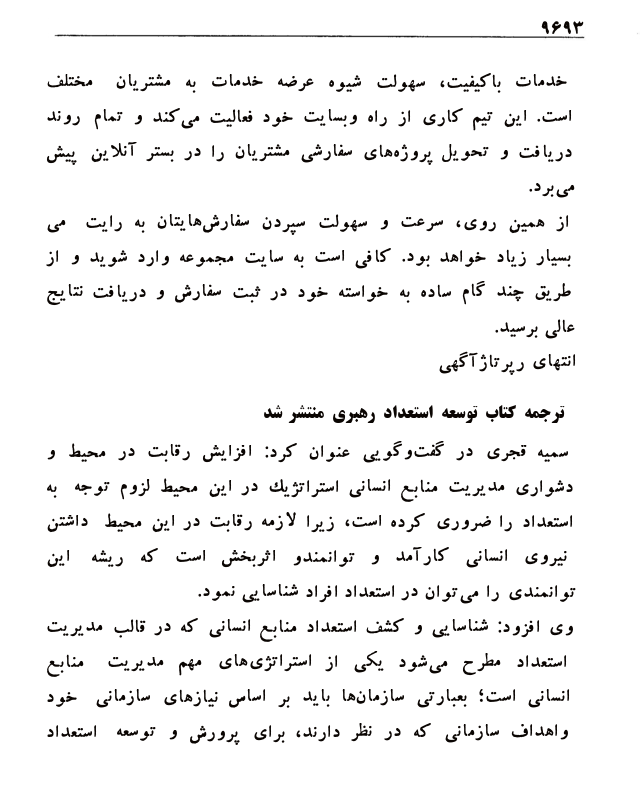 ۹۶۹۳
خدمات باکیفیت، سهولت شیوه عرضه خدمات به مشتریان مختلف
است. این تیم کاری از راه وبسایت خود فعالیت می‌کند و تمام روند
دریافت و تحویل پروژه‌های سفارشی مشتریان را در بستر آنلاین پیش
می‌برد.
از همین روی، سرعت و سهولت سپردن سفارش‌هایتان به رایت می
بسیار زیاد خواهد بود. کافی است به سایت مجموعه وارد شوید و از
طریق چند گام ساده به خواسته خود در ثبت سفارش و دریافت نتایج
عالی برسید.
انتهای رپرتاژآگهی
ترجمه کتاب توسعه استعداد رهبری منتشر شد
سمیه قجری در گفت‌وگویی عنوان کرد: افزایش رقابت در محیط و
دشواری مدیریت منابع انسانی استراتژیك در این محیط لزوم توجه به
استعداد را ضروری کرده است، زیرا لازمه رقابت در این محیط داشتن
نیروی انسانی کارآمد و توانمندو اثربخش است که ریشه این
توانمندی را می‌توان در استعداد افراد شناسایی نمود.
وی افزود: شناسایی و کشف استعداد منابع انسانی که در قالب مدیریت
استعداد مطرح می‌شود یکی از استراتژی‌های مهم مدیریت منابع
انسانی است؛ بعبارتی سازمان‌ها باید بر اساس نیازهای سازمانی خود
واهداف سازمانی که در نظر دارند، برای پرورش و توسعه استعداد